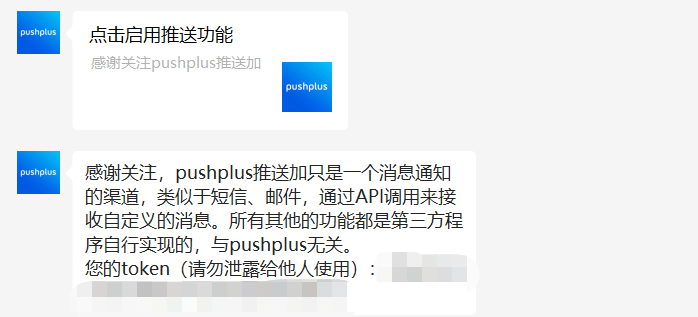 pushplus
点击启用推送功能
感谢关注pushplus推送加
pushplus
pushplus
感谢关注，pushplus推送加只是一个消息通知
的渠道，类似于短信、邮件，通过API调用来接
收自定义的消息。所有其他的功能都是第三方程
序自行实现的，与pushplus无关。
您的token（请勿泄露给他人使用）：